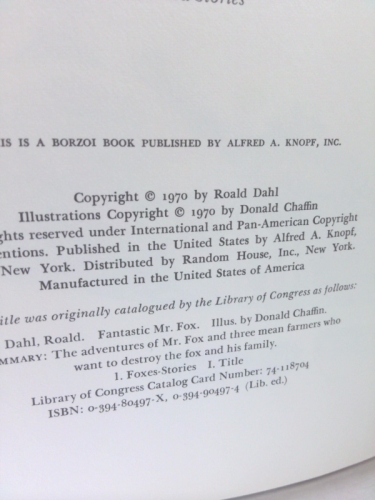 Stories
IS IS A BORZOI BOOK PUBLISHED BY ALFRED A. KNOPF, INC.
Copyright © 1970 by Roald Dahl
Illustrations Copyright © 1970 by Donald Chaffin
ghts reserved under International and Pan-American Copyright
entions. Published in the United States by Alfred A. Knopf,
New York. Distributed by Random House, Inc., New York.
Manufactured in the United States of America
itle was originally catalogued by the Library of Congress as follows:
Dahl, Roald. Fantastic Mr. Fox. Illus. by Donald Chaffin.
MMARY: The adventures of Mr. Fox and three mean farmers who
want to destroy the fox and his family.
1. Foxes-Stories I. Title
Library of Congress Catalog Card Number: 74-118704
ISBN: 0-394-80497-X, 0-394-90497-4 (Lib. ed.)